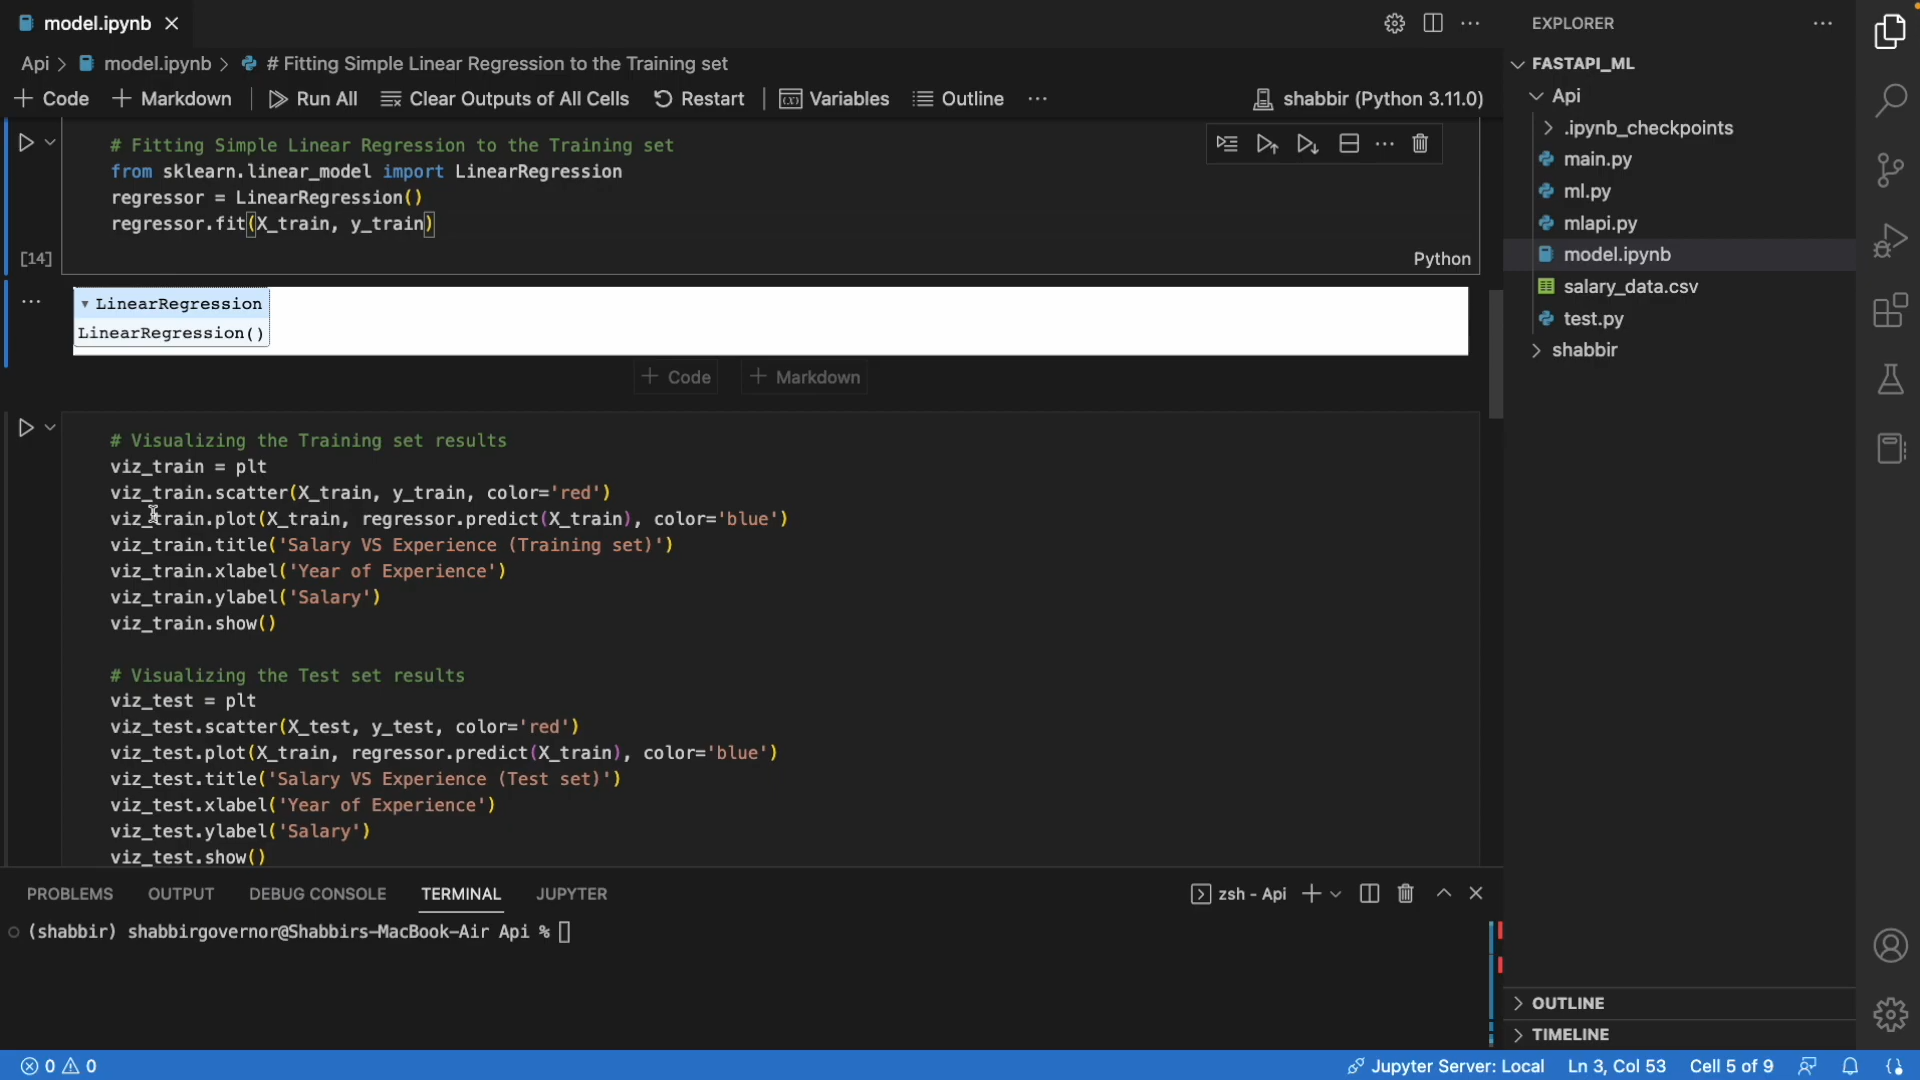 model.ipynb
Api > model.ipynb > # Fitting Simple Linear Regression to the Training set
+ Code + Markdown Run All Clear Outputs of All Cells Restart Variables Outline ... shabbir (Python 3.11.0)
# Fitting Simple Linear Regression to the Training set
from sklearn.linear_model import LinearRegression
regressor = LinearRegression()
regressor.fit(X_train, y_train)
[14]
Python
▾ LinearRegression
LinearRegression()
+ Code + Markdown
# Visualizing the Training set results
viz_train = plt
viz_train.scatter(X_train, y_train, color='red')
viz_train.plot(X_train, regressor.predict(X_train), color='blue')
viz_train.title('Salary VS Experience (Training set)')
viz_train.xlabel('Year of Experience')
viz_train.ylabel('Salary')
viz_train.show()
# Visualizing the Test set results
viz_test = plt
viz_test.scatter(X_test, y_test, color='red')
viz_test.plot(X_train, regressor.predict(X_train), color='blue')
viz_test.title('Salary VS Experience (Test set)')
viz_test.xlabel('Year of Experience')
viz_test.ylabel('Salary')
viz_test.show()
PROBLEMS OUTPUT DEBUG CONSOLE TERMINAL JUPYTER
zsh - Api
(shabbir) shabbirgovernor@Shabbirs-MacBook-Air Api %
EXPLORER
FASTAPI_ML
Api
.ipynb_checkpoints
main.py
ml.py
mlapi.py
model.ipynb
salary_data.csv
test.py
shabbir
OUTLINE
TIMELINE
0 0
Jupyter Server: Local Ln 3, Col 53 Cell 5 of 9